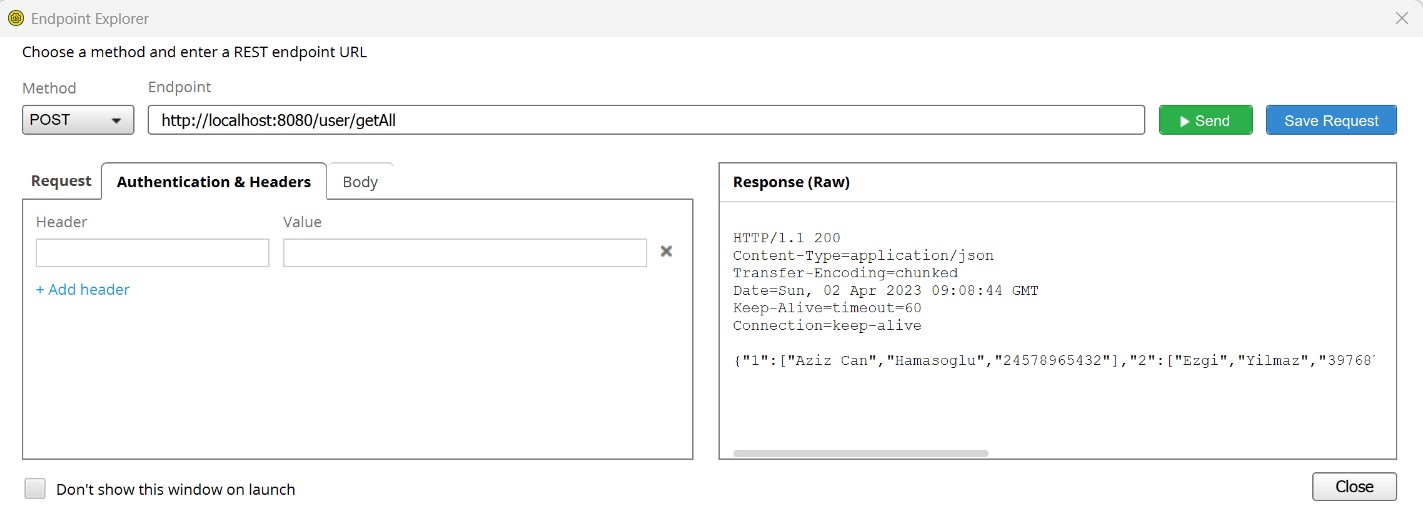 Endpoint Explorer
Choose a method and enter a REST endpoint URL
Method
Endpoint
POST
http://localhost:8080/user/getAll
Send
Save Request
Request
Authentication & Headers
Body
Header
Value
+ Add header
Response (Raw)
HTTP/1.1 200
Content-Type=application/json
Transfer-Encoding=chunked
Date=Sun, 02 Apr 2023 09:08:44 GMT
Keep-Alive=timeout=60
Connection=keep-alive
{"1":["Aziz Can","Hamasoglu","24578965432"],"2":["Ezgi","Yilmaz","39768
Don't show this window on launch
Close